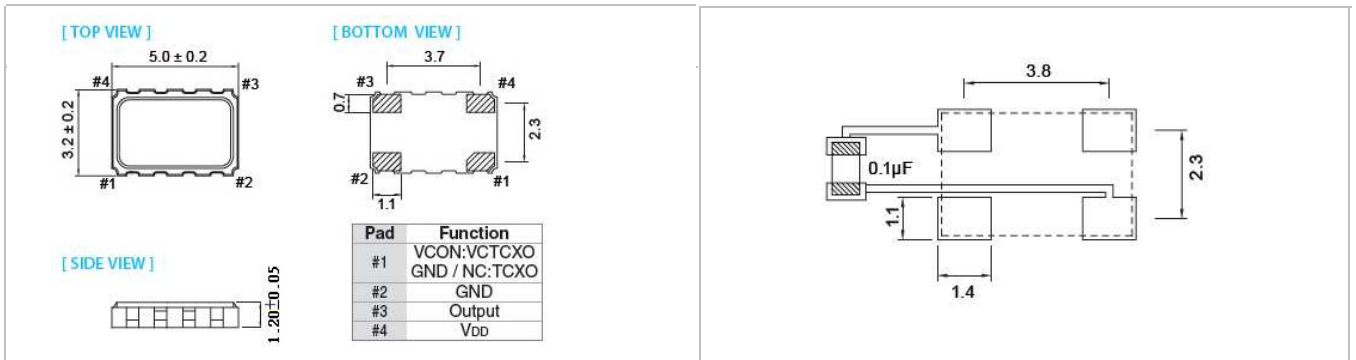 [ TOP VIEW ]
5.0 ± 0.2
#4
#3
3.2 ± 0.2
#1
#2
[ BOTTOM VIEW ]
3.7
#3
#4
0.7
2.3
#2
#1
1.1
[ SIDE VIEW ]
1.20±0.05
Pad Function
#1 VCON:VCTCXO
GND / NC:TCXO
#2 GND
#3 Output
#4 VDD
3.8
0.1µF
2.3
1.1
1.4